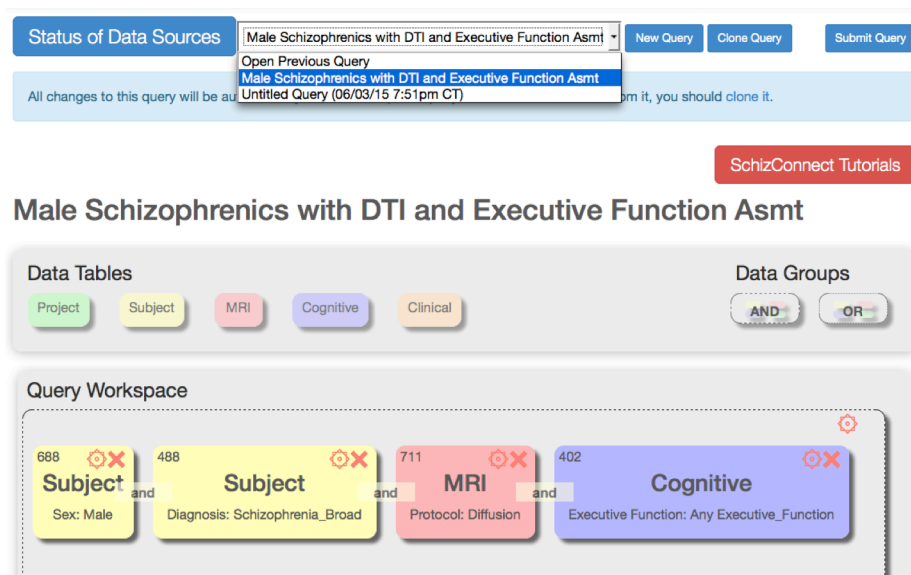 Status of Data Sources
Male Schizophrenics with DTI and Executive Function Asmt
New Query
Clone Query
Submit Query
Open Previous Query
Male Schizophrenics with DTI and Executive Function Asmt
Untitled Query (06/03/15 7:51pm CT)
All changes to this query will be au om it, you should clone it.
SchizConnect Tutorials
Male Schizophrenics with DTI and Executive Function Asmt
Data Tables
Data Groups
Project
Subject
MRI
Cognitive
Clinical
AND
OR
Query Workspace
688
Subject
Sex: Male
and
488
Subject
Diagnosis: Schizophrenia_Broad
and
711
MRI
Protocol: Diffusion
and
402
Cognitive
Executive Function: Any Executive_Function